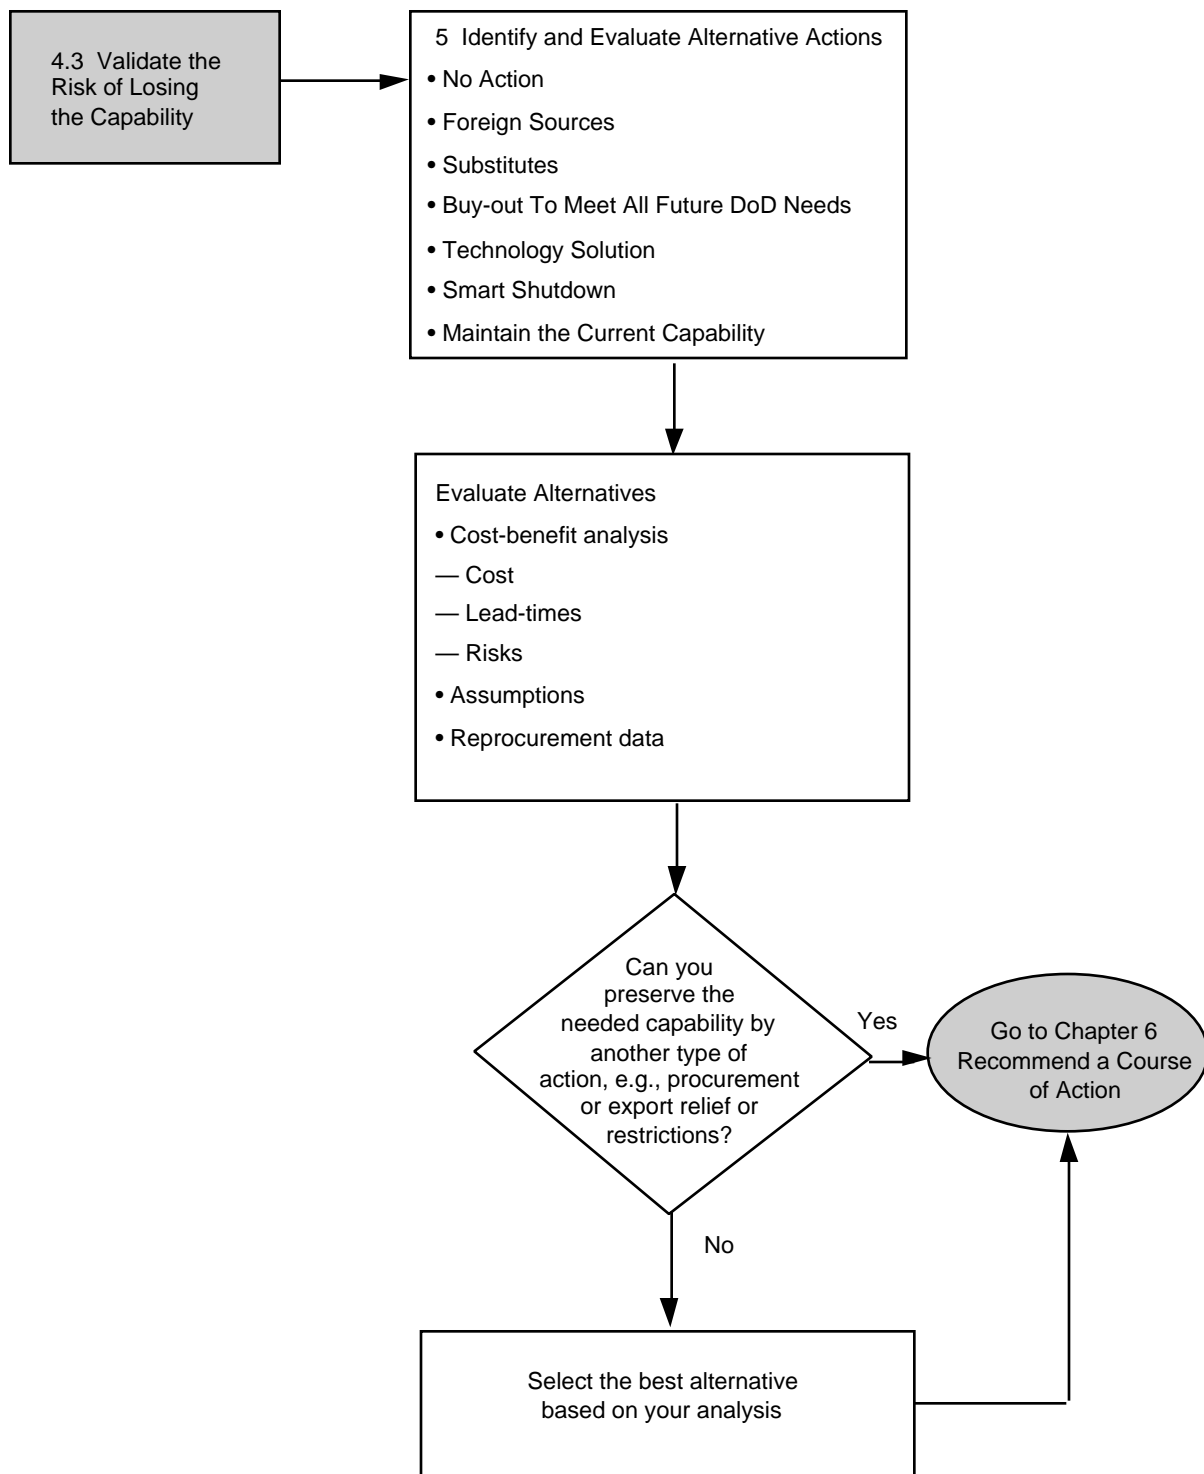 4.3 Validate the
Risk of Losing
the Capability
5 Identify and Evaluate Alternative Actions
• No Action
• Foreign Sources
• Substitutes
• Buy-out To Meet All Future DoD Needs
• Technology Solution
• Smart Shutdown
• Maintain the Current Capability
Evaluate Alternatives
• Cost-benefit analysis
— Cost
— Lead-times
— Risks
• Assumptions
• Reprocurement data
Can you
preserve the
needed capability by
another type of
action, e.g., procurement
or export relief or
restrictions?
Yes
Go to Chapter 6
Recommend a Course
of Action
No
Select the best alternative
based on your analysis